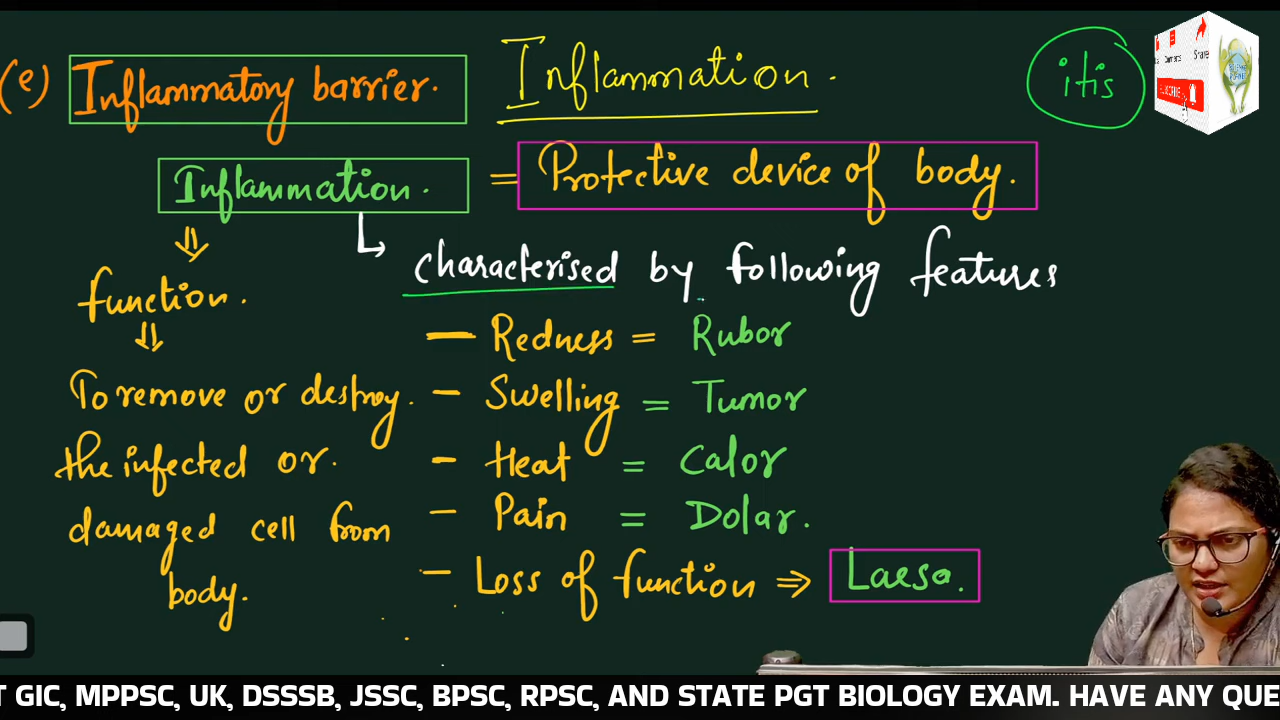 (e) Inflammatory barrier. Inflammation. itis
Share
SUBSCRIBE
Inflammation. = Protective device of body.
characterised by following features
function.
- Redness = Rubor
To remove or destroy. - Swelling = Tumor
the infected or. - Heat = Calor
damaged cell from - Pain = Dolar.
body. - Loss of function ⇒ Laesa.
T GIC, MPPSC, UK, DSSSB, JSSC, BPSC, RPSC, AND STATE PGT BIOLOGY EXAM. HAVE ANY QUE